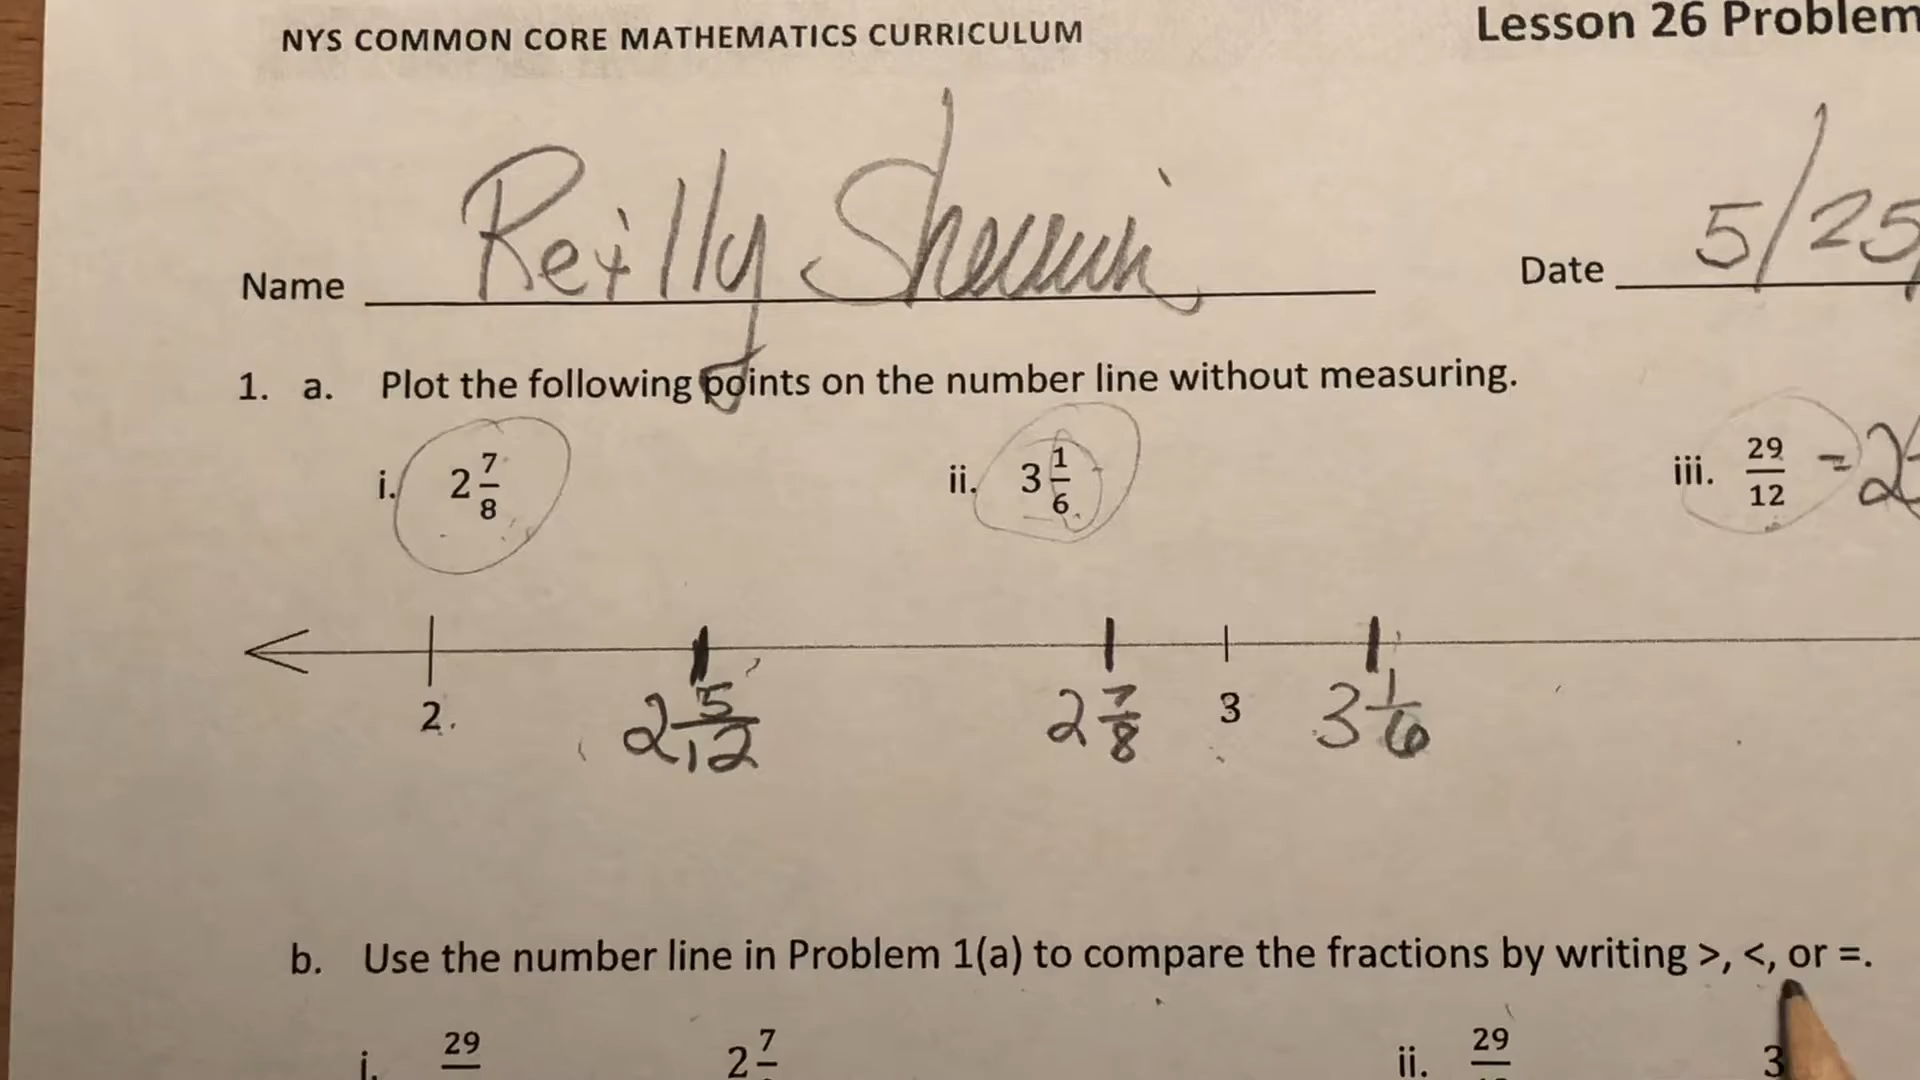 NYS COMMON CORE MATHEMATICS CURRICULUM Lesson 26 Problem
Name Reilly Date 5/25
1. a. Plot the following points on the number line without measuring.
i. 2 7/8 ii. 3 1/6 iii. 29/12 = 2
2. 2 5/12 2 7/8 3 3 1/6
b. Use the number line in Problem 1(a) to compare the fractions by writing >, <, or =.
i. 29 2 7 ii. 29 3